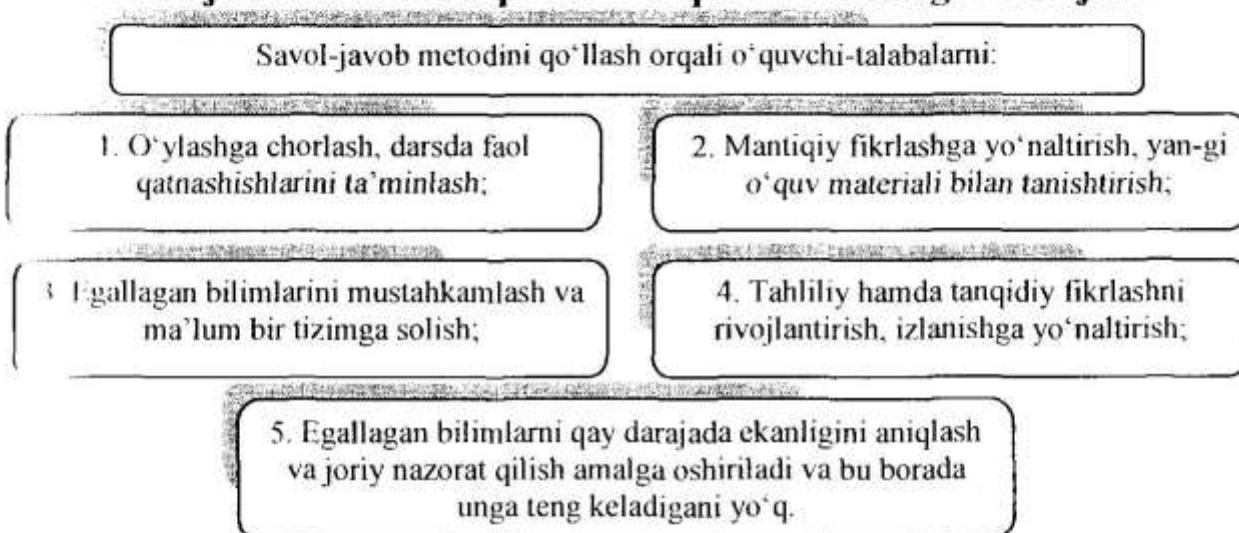 Savol-javob metodini qo‘llash orqali o‘quvchi-talabalarni:
1. O‘ylashga chorlash, darsda faol
qatnashishlarini ta’minlash;
2. Mantiqiy fikrlashga yo‘naltirish, yan-gi
o‘quv materiali bilan tanishtirish;
3 Egallagan bilimlarini mustahkamlash va
ma’lum bir tizimga solish;
4. Tahliliy hamda tanqidiy fikrlashni
rivojlantirish, izlanishga yo‘naltirish;
5. Egallagan bilimlarni qay darajada ekanligini aniqlash
va joriy nazorat qilish amalga oshiriladi va bu borada
unga teng keladigani yo‘q.